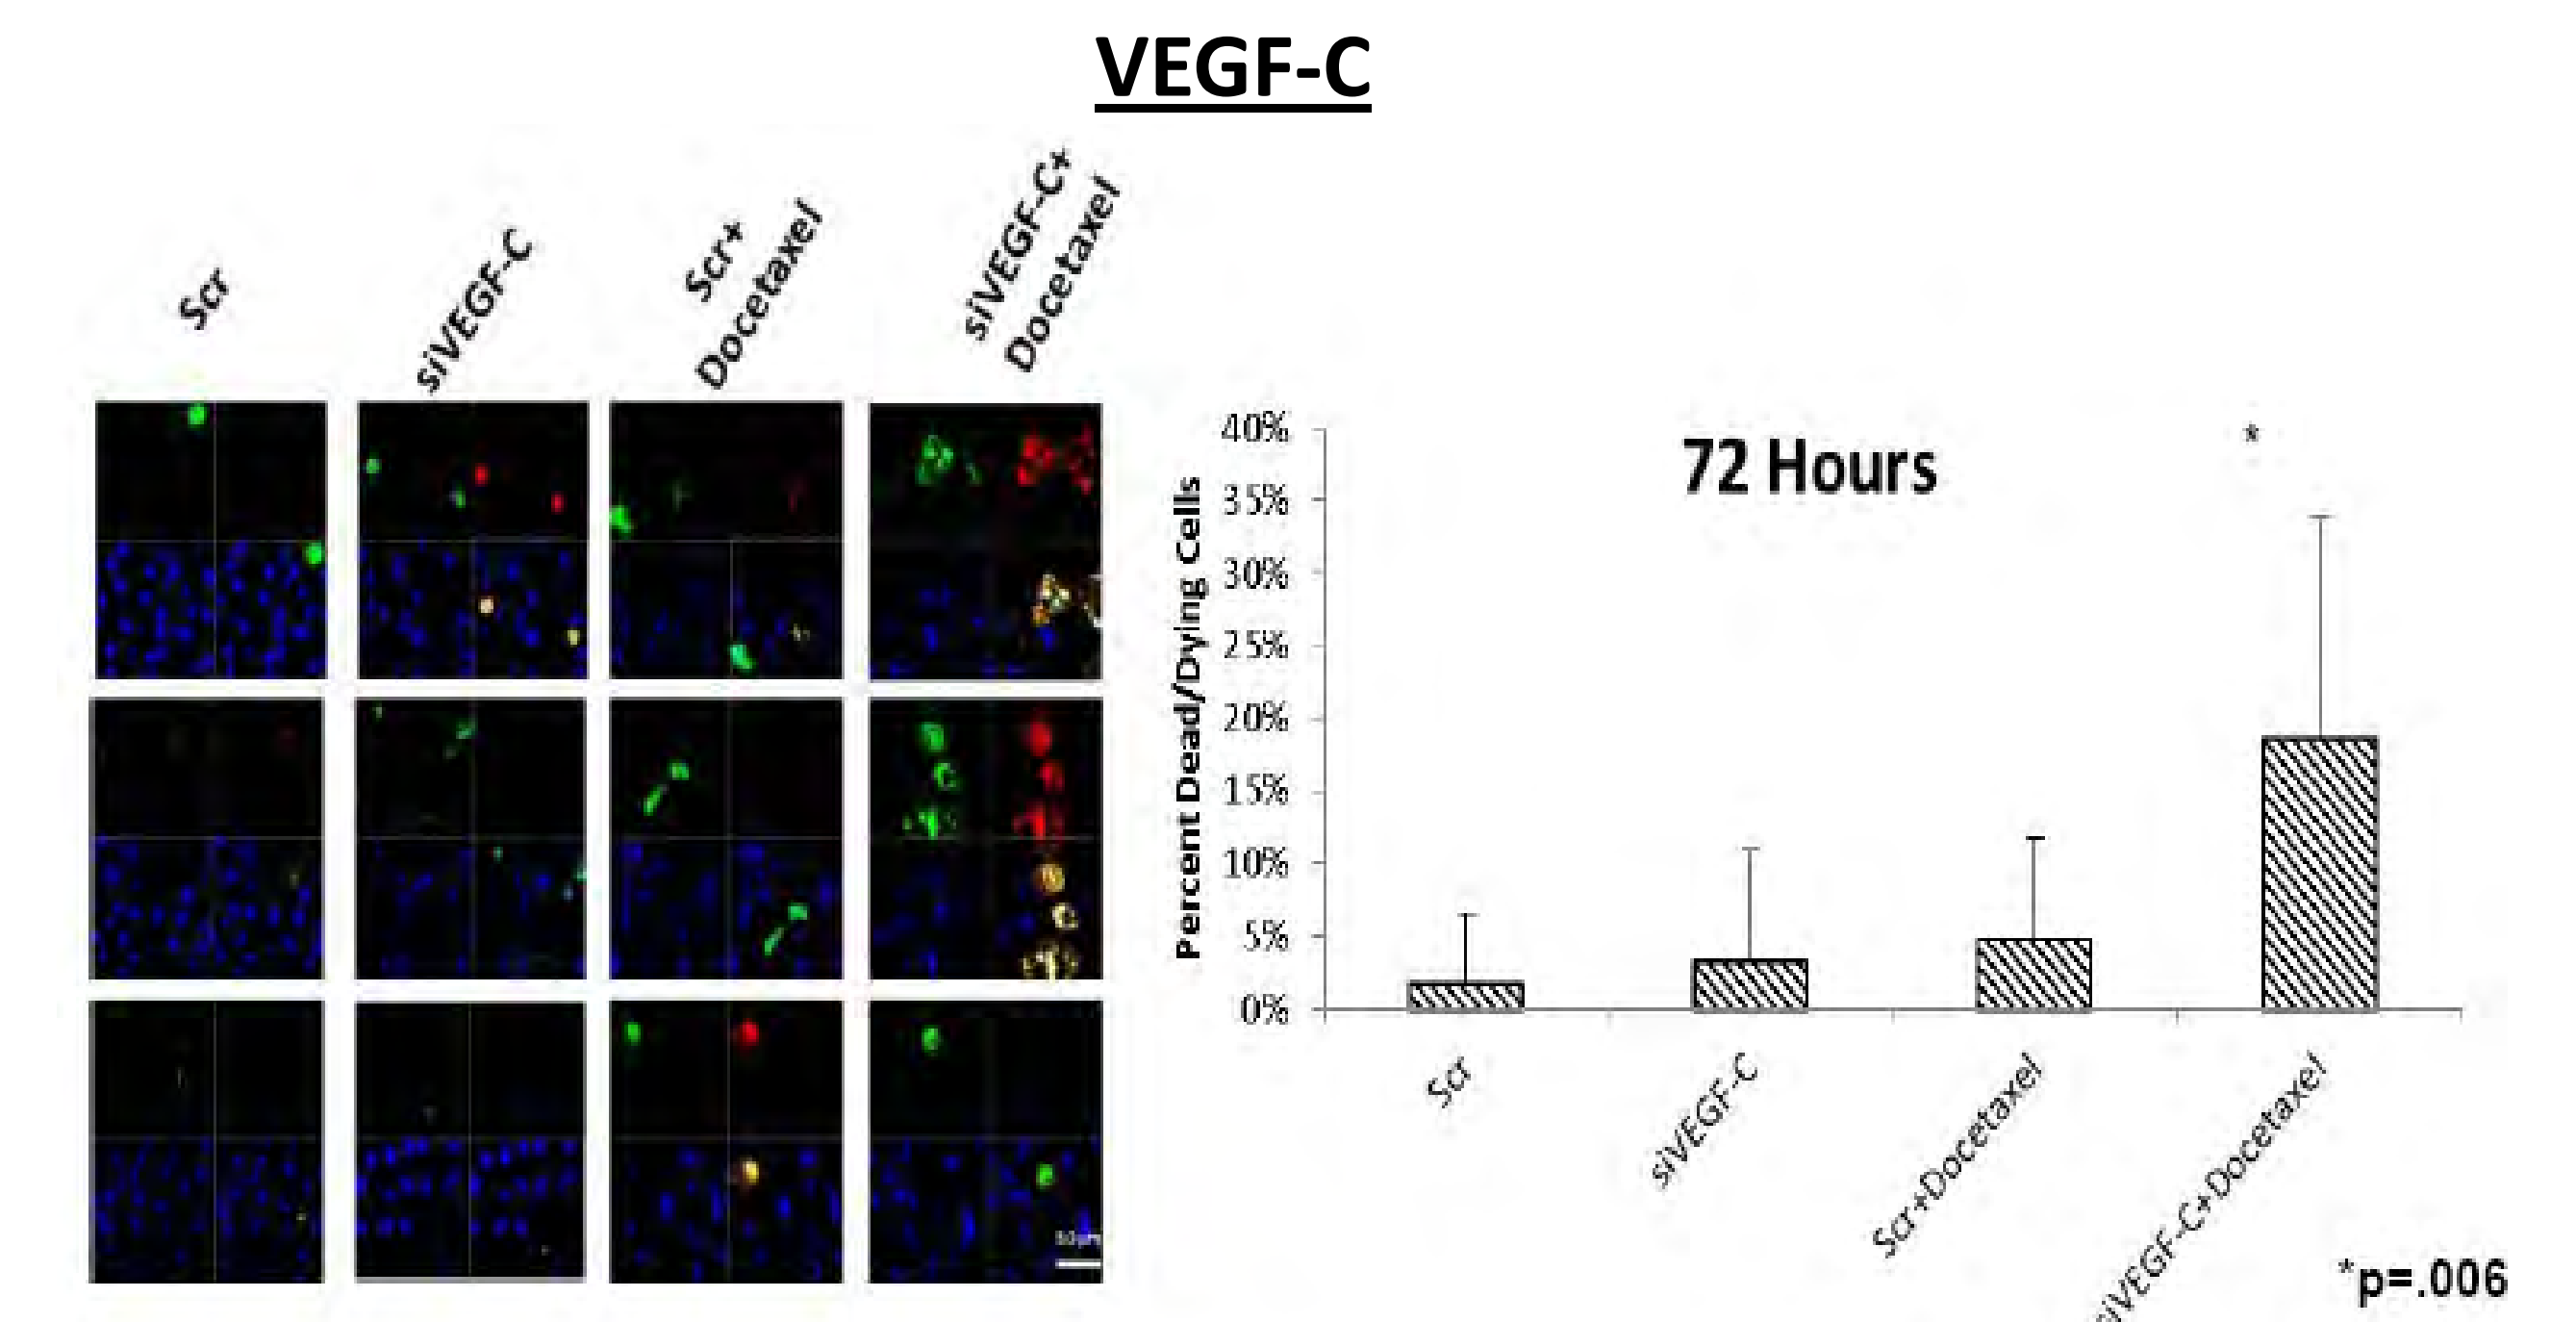 VEGF-C
Scr
siVEGF-C
Scr+
Docetaxel
siVEGF-C+
Docetaxel
72 Hours
*
Percent Dead/Dying Cells
40%
35%
30%
25%
20%
15%
10%
5%
0%
Scr
siVEGF-C
Scr+Docetaxel
siVEGF-C+Docetaxel
*p=.006